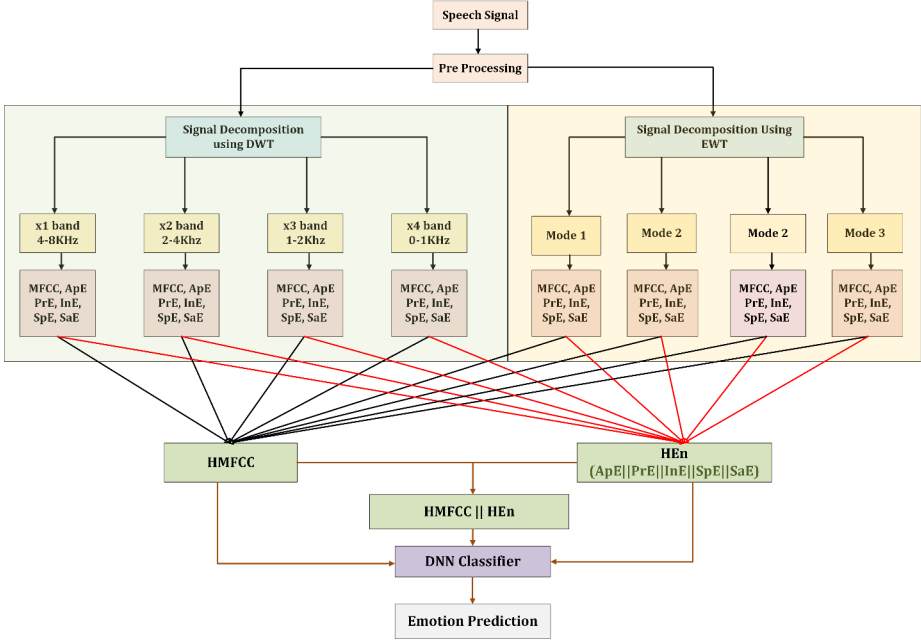 Speech Signal
Pre Processing
Signal Decomposition
using DWT
Signal Decomposition Using
EWT
x1 band
4-8KHz
x2 band
2-4Khz
x3 band
1-2Khz
x4 band
0-1KHz
Mode 1
Mode 2
Mode 2
Mode 3
MFCC, ApE
PrE, InE,
SpE, SaE
MFCC, ApE
PrE, InE,
SpE, SaE
MFCC, ApE
PrE, InE,
SpE, SaE
MFCC, ApE
PrE, InE,
SpE, SaE
MFCC, ApE
PrE, InE,
SpE, SaE
MFCC, ApE
PrE, InE,
SpE, SaE
MFCC, ApE
PrE, InE,
SpE, SaE
MFCC, ApE
PrE, InE,
SpE, SaE
HMFCC
HEn
(ApE||PrE||InE||SpE||SaE)
HMFCC || HEn
DNN Classifier
Emotion Prediction